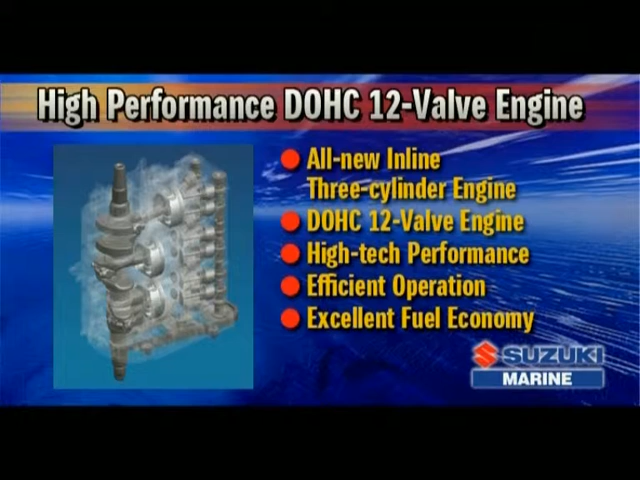 High Performance DOHC 12-Valve Engine
All-new Inline
Three-cylinder Engine
DOHC 12-Valve Engine
High-tech Performance
Efficient Operation
Excellent Fuel Economy
SUZUKI
MARINE